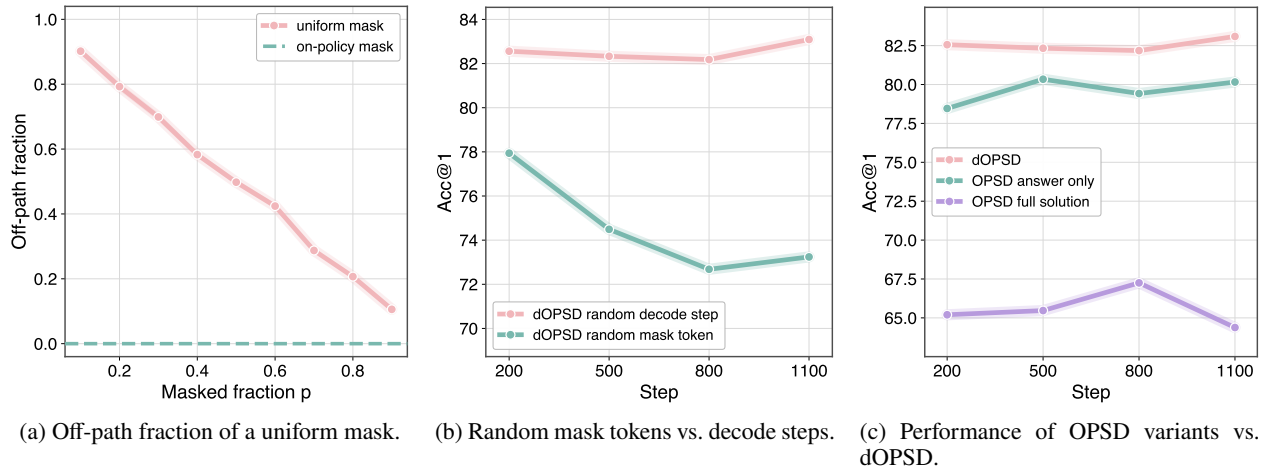 1.0
0.8
0.6
0.4
0.2
0.0
Off-path fraction
uniform mask
on-policy mask
0.2
0.4
0.6
0.8
Masked fraction p
(a) Off-path fraction of a uniform mask.
84
82
80
78
76
74
72
70
Acc@1
dOPSD random decode step
dOPSD random mask token
200
500
800
1100
Step
(b) Random mask tokens vs. decode steps.
82.5
80.0
77.5
75.0
72.5
70.0
67.5
65.0
Acc@1
dOPSD
OPSD answer only
OPSD full solution
200
500
800
1100
Step
(c) Performance of OPSD variants vs.
dOPSD.